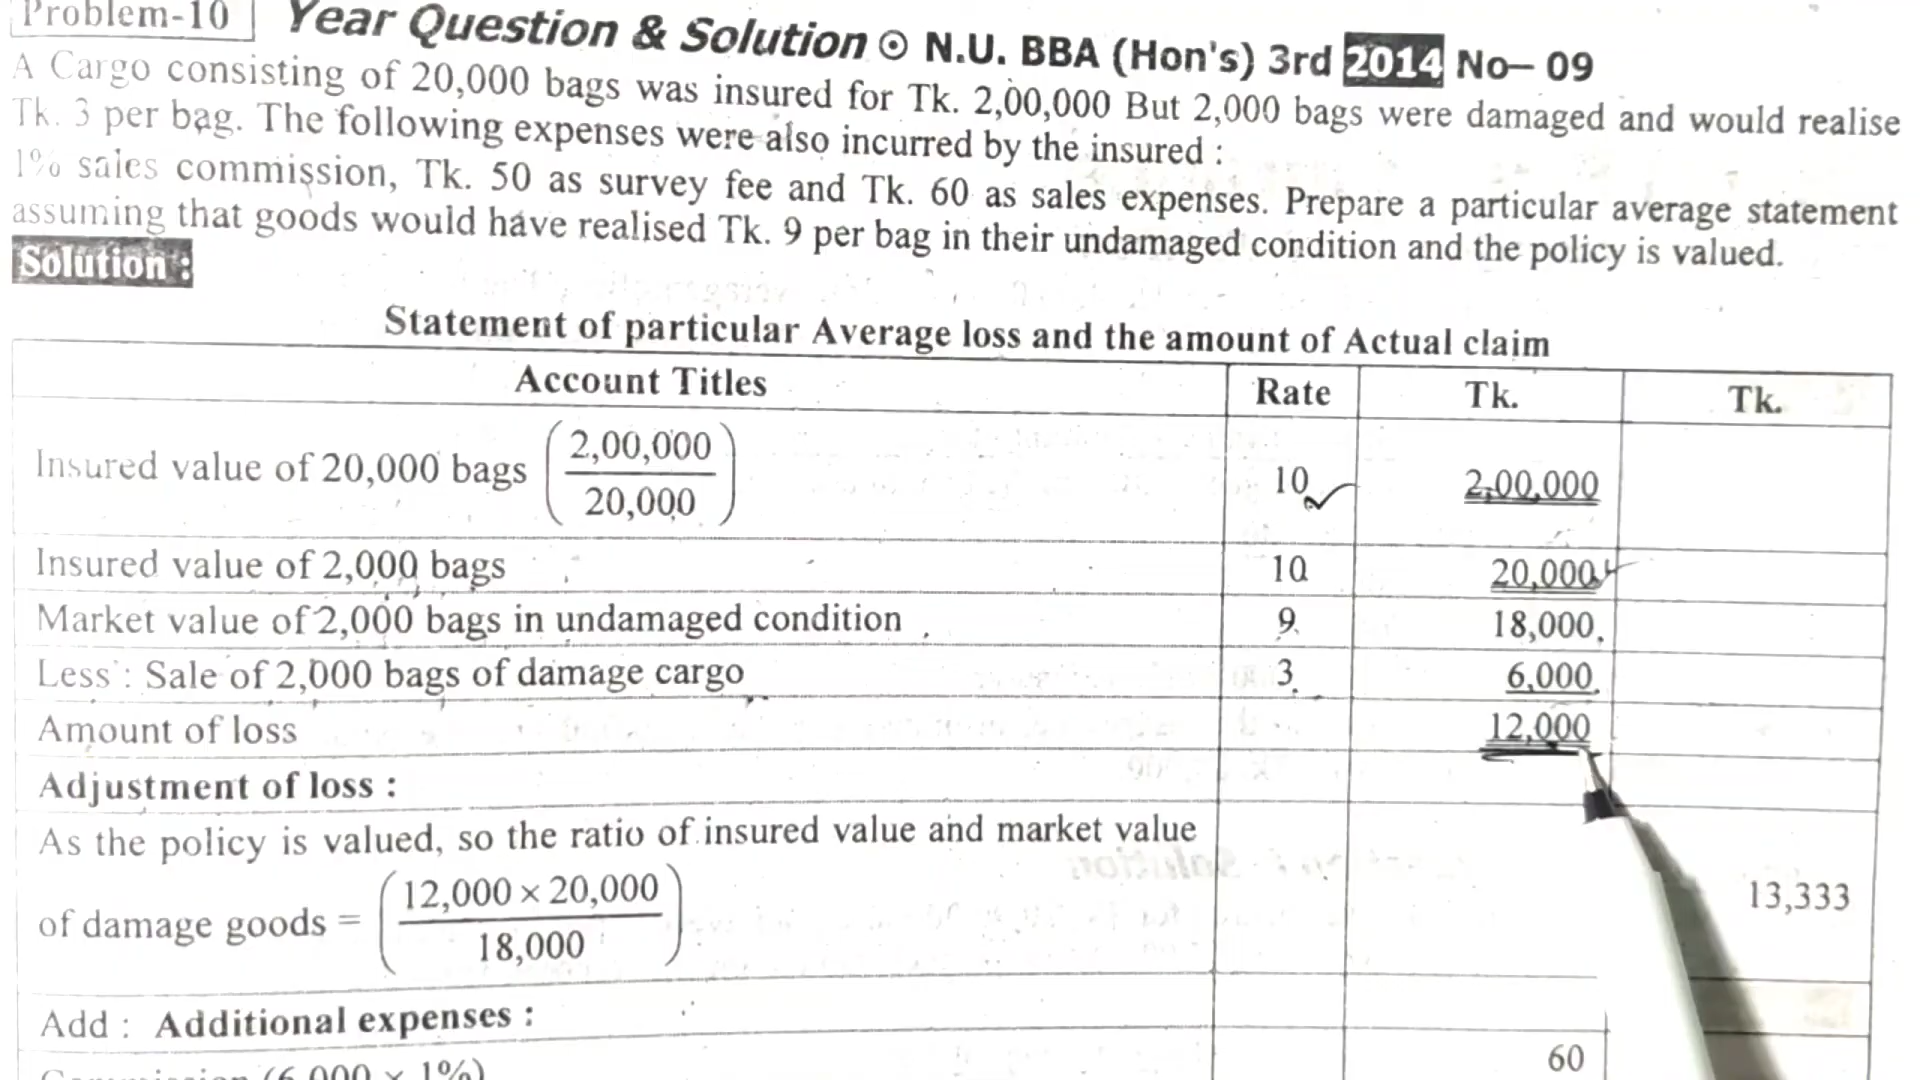 Problem-10 Year Question & Solution ⊙ N.U. BBA (Hon's) 3rd 2014 No– 09
A Cargo consisting of 20,000 bags was insured for Tk. 2,00,000 But 2,000 bags were damaged and would realise
Tk. 3 per bag. The following expenses were also incurred by the insured :
1% sales commission, Tk. 50 as survey fee and Tk. 60 as sales expenses. Prepare a particular average statement
assuming that goods would have realised Tk. 9 per bag in their undamaged condition and the policy is valued.
Solution :
Statement of particular Average loss and the amount of Actual claim
Account Titles Rate Tk. Tk.
Insured value of 20,000 bags (2,00,000 / 20,000) 10 2,00,000
Insured value of 2,000 bags 10 20,000
Market value of 2,000 bags in undamaged condition 9 18,000
Less : Sale of 2,000 bags of damage cargo 3 6,000
Amount of loss 12,000
Adjustment of loss :
As the policy is valued, so the ratio of insured value and market value
of damage goods = (12,000 × 20,000 / 18,000) 13,333
Add : Additional expenses :
Commission (6,000 × 1%) 60